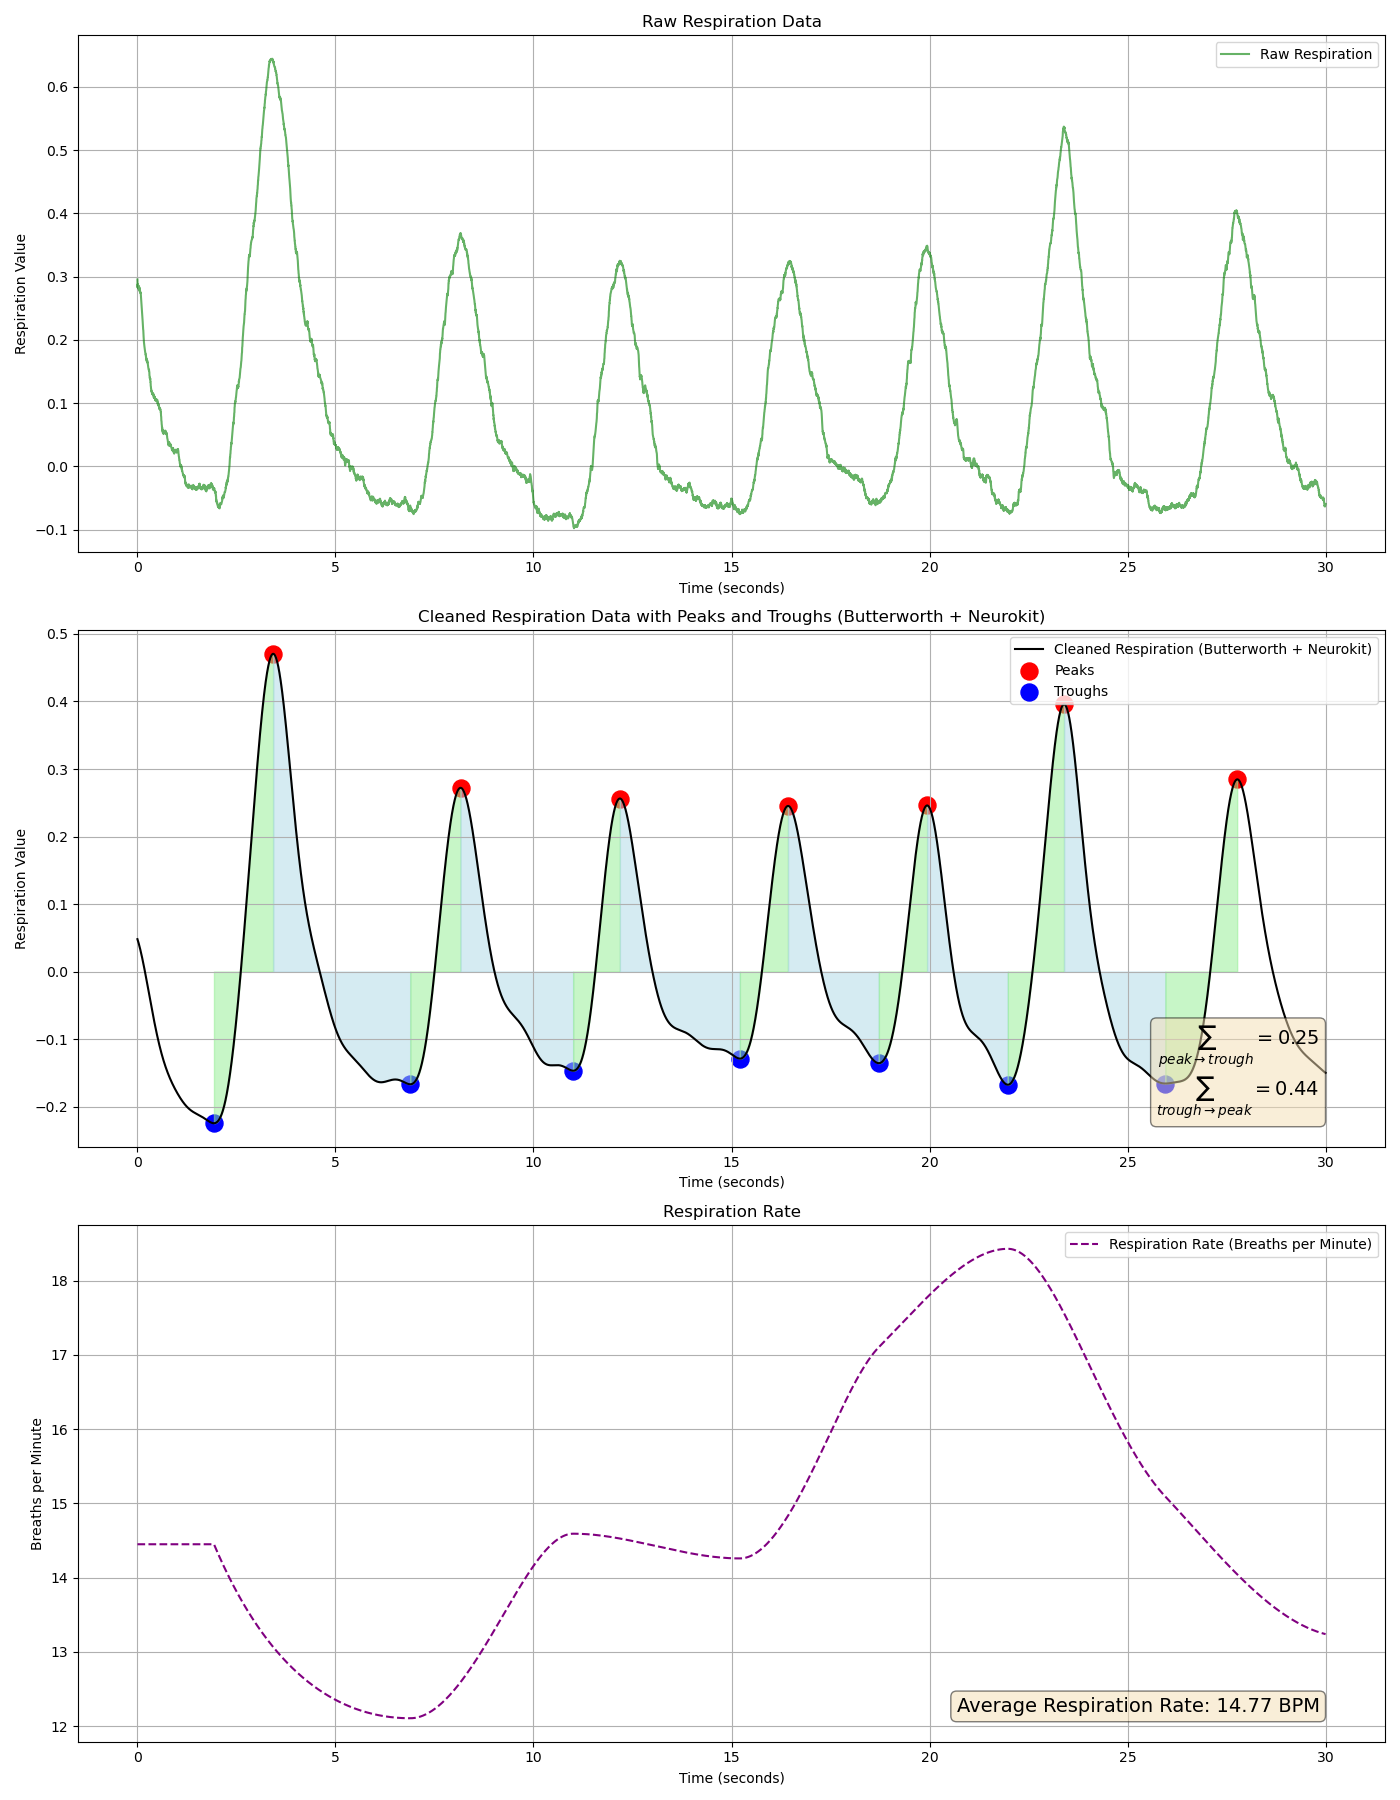 Raw Respiration Data
Raw Respiration
Respiration Value
0.6
0.5
0.4
0.3
0.2
0.1
0.0
−0.1
0 5 10 15 20 25 30
Time (seconds)
Cleaned Respiration Data with Peaks and Troughs (Butterworth + Neurokit)
Cleaned Respiration (Butterworth + Neurokit)
Peaks
Troughs
Respiration Value
0.5
0.4
0.3
0.2
0.1
0.0
−0.1
−0.2
∑ = 0.25
peak→trough
∑ = 0.44
trough→peak
0 5 10 15 20 25 30
Time (seconds)
Respiration Rate
Respiration Rate (Breaths per Minute)
Breaths per Minute
18
17
16
15
14
13
12
Average Respiration Rate: 14.77 BPM
0 5 10 15 20 25 30
Time (seconds)